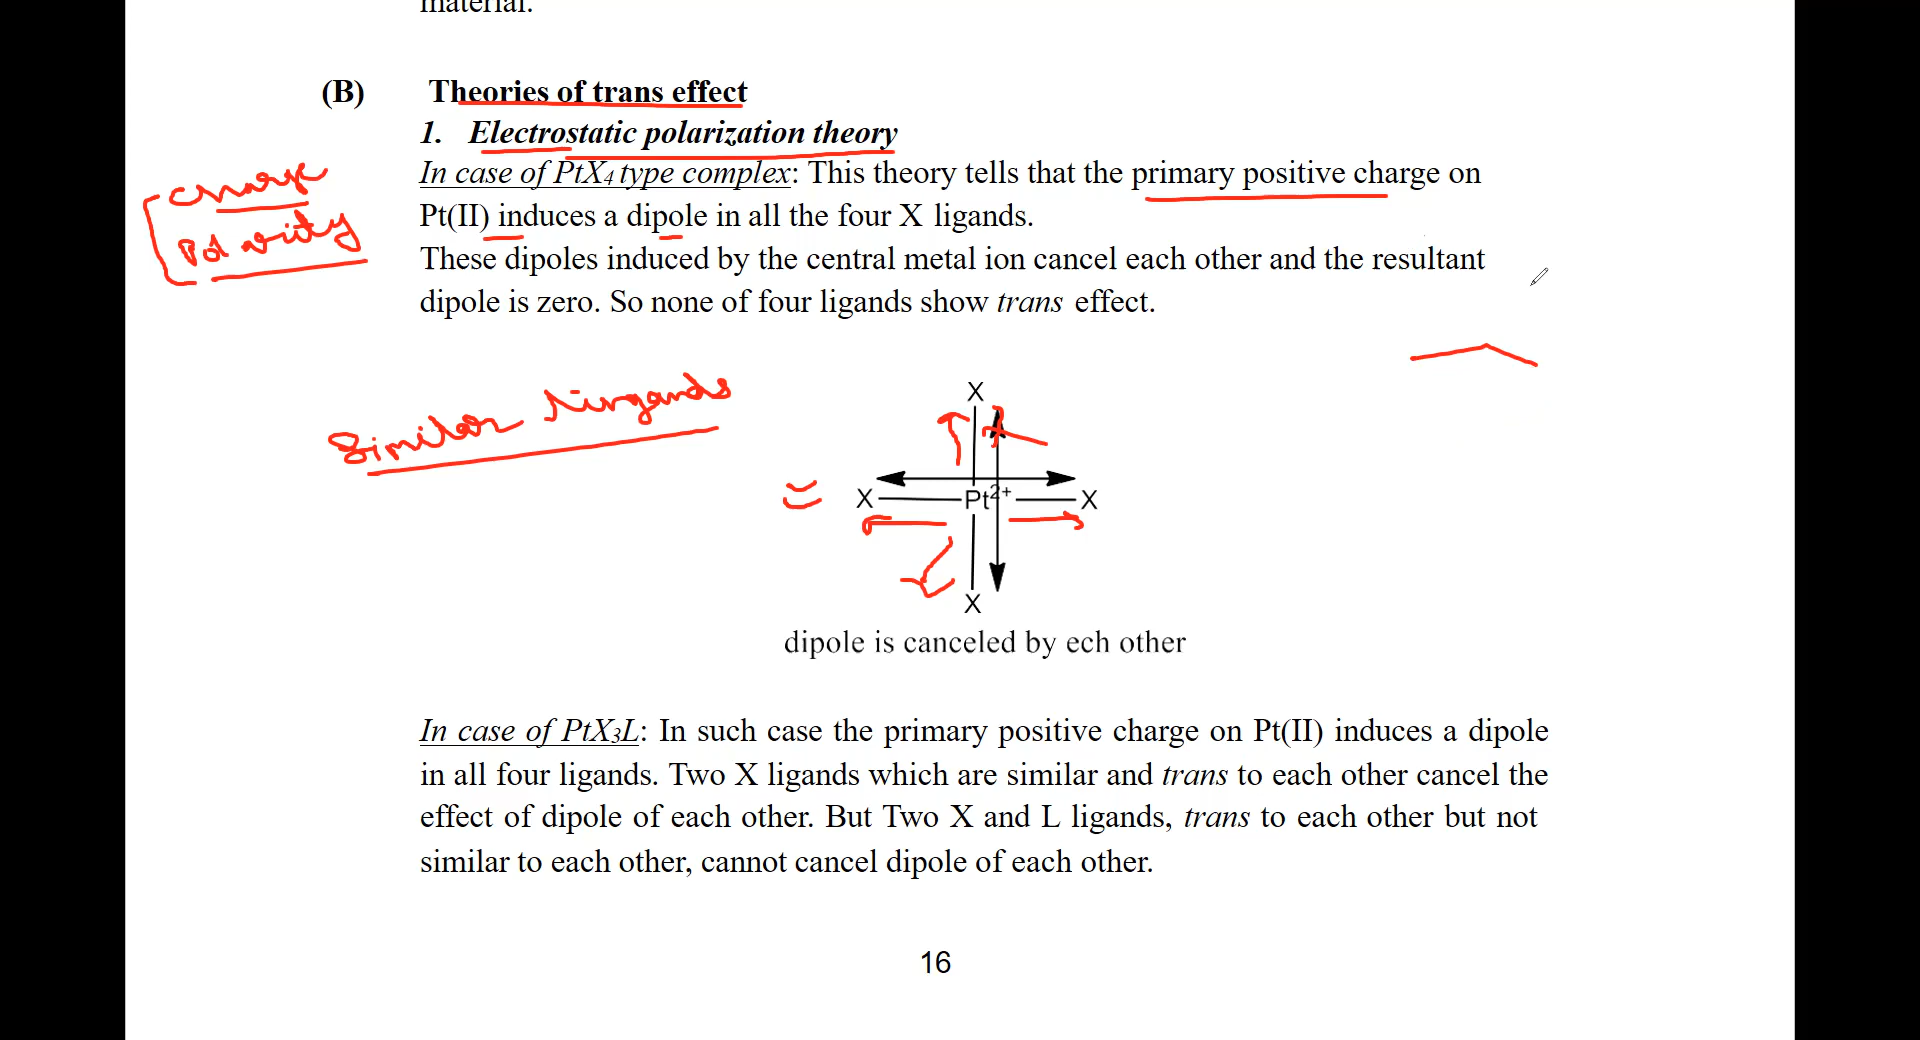 material.
(B) Theories of trans effect
1. Electrostatic polarization theory
In case of PtX4 type complex: This theory tells that the primary positive charge on
Pt(II) induces a dipole in all the four X ligands.
These dipoles induced by the central metal ion cancel each other and the resultant
dipole is zero. So none of four ligands show trans effect.
Charge
Polarity
Similar Lingands
X
X Pt2+ X
X
dipole is canceled by ech other
In case of PtX3L: In such case the primary positive charge on Pt(II) induces a dipole
in all four ligands. Two X ligands which are similar and trans to each other cancel the
effect of dipole of each other. But Two X and L ligands, trans to each other but not
similar to each other, cannot cancel dipole of each other.
16